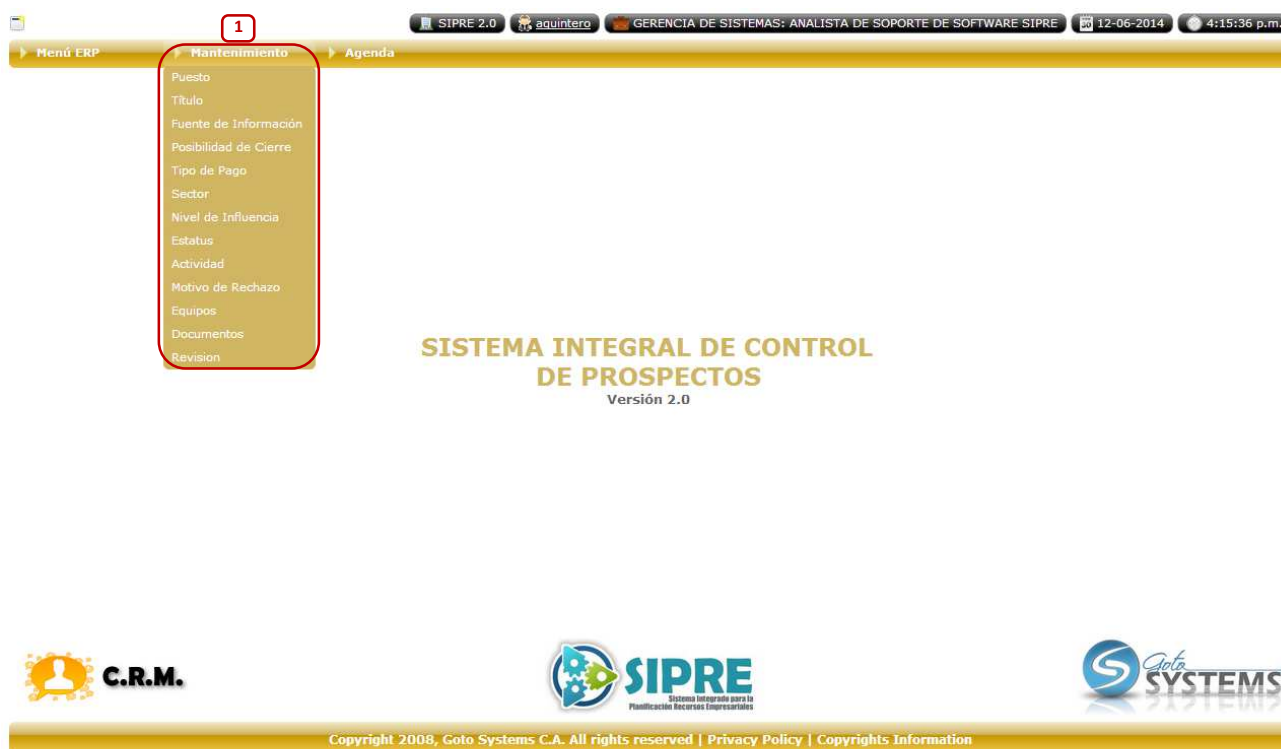 1
SIPRE 2.0 aquintero GERENCIA DE SISTEMAS: ANALISTA DE SOPORTE DE SOFTWARE SIPRE 12-06-2014 4:15:36 p.m.
Menú ERP Mantenimiento Agenda
Puesto
Título
Fuente de Información
Posibilidad de Cierre
Tipo de Pago
Sector
Nivel de Influencia
Estatus
Actividad
Motivo de Rechazo
Equipos
Documentos
Revision
SISTEMA INTEGRAL DE CONTROL
DE PROSPECTOS
Versión 2.0
C.R.M.
SIPRE
Sistema Integrado para la
Planificación Recursos Empresariales
Goto
SYSTEMS
Copyright 2008, Goto Systems C.A. All rights reserved | Privacy Policy | Copyrights Information